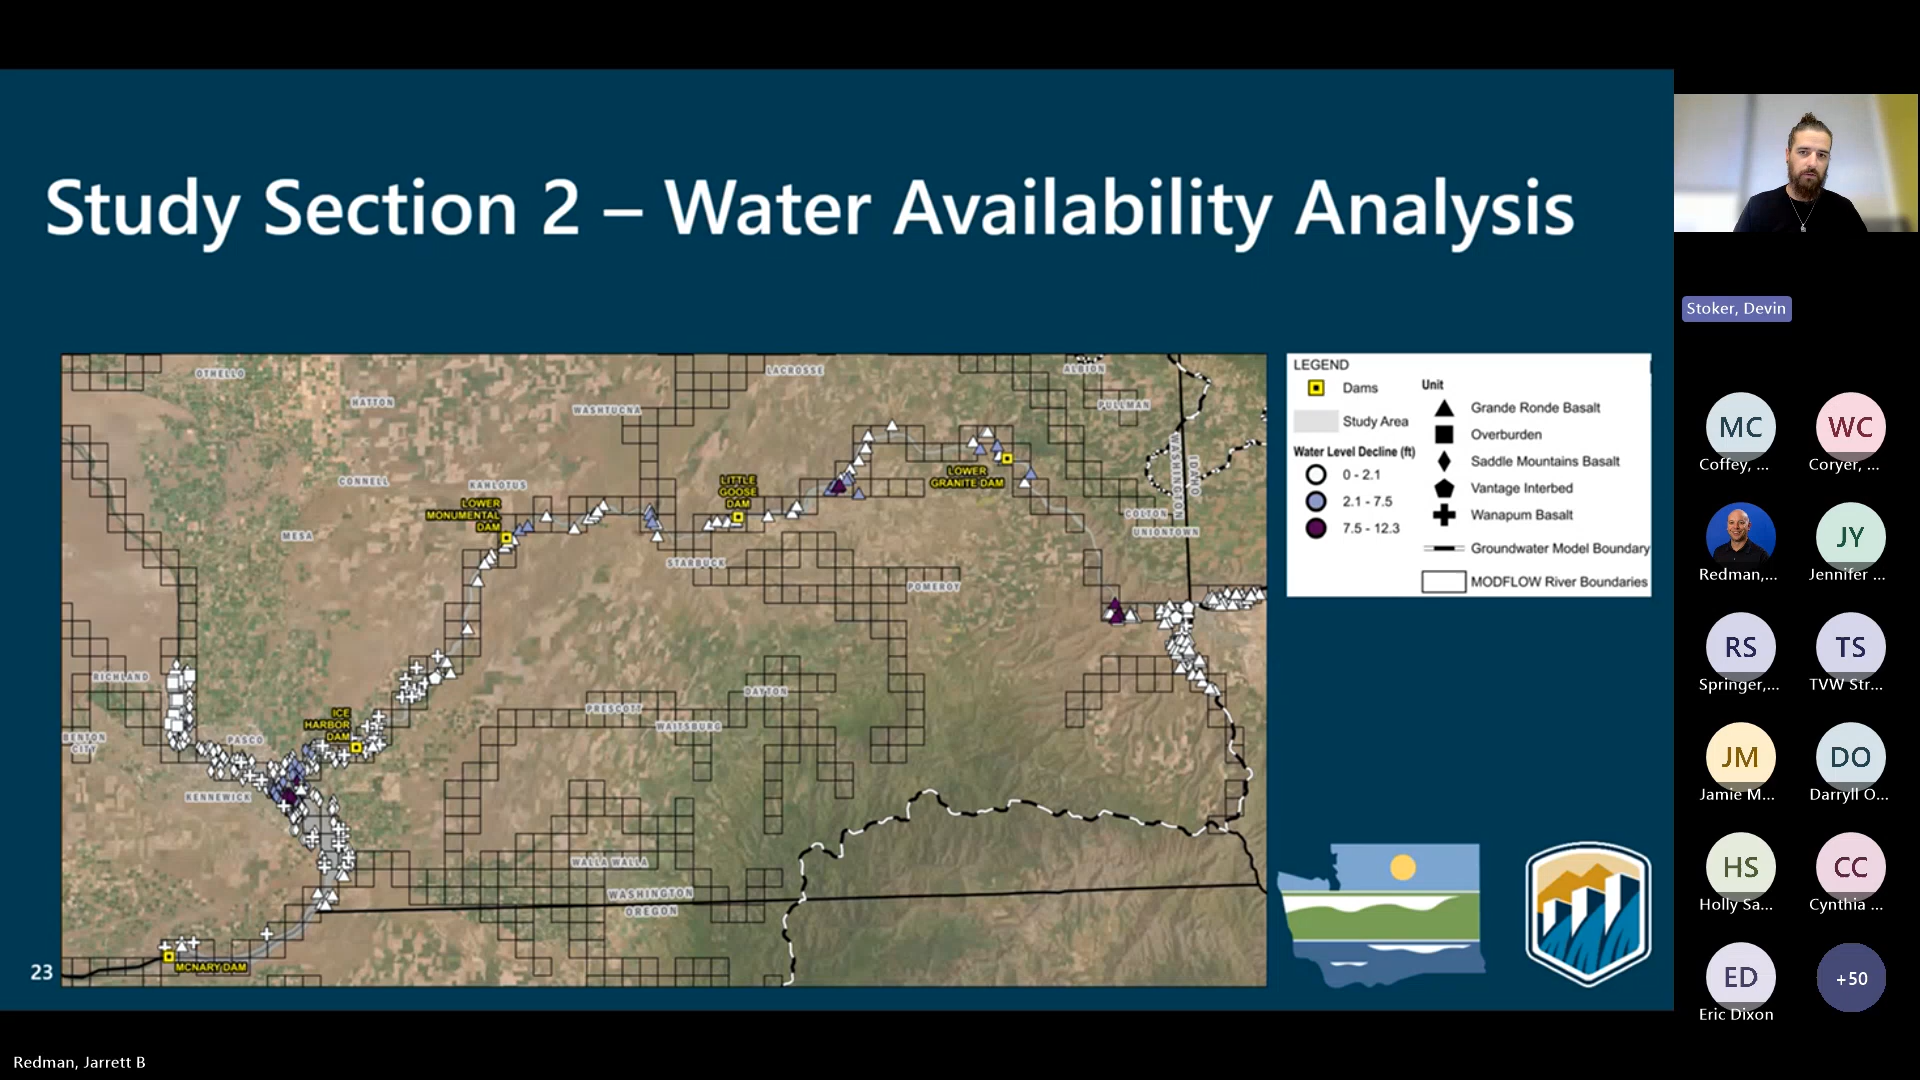 Study Section 2 – Water Availability Analysis
OTHELLO
LACROSSE
ALBION
HATTON
WASHTUCNA
PULLMAN
CONNELL
KAHLOTUS
LOWER
MONUMENTAL
DAM
LITTLE
GOOSE
DAM
LOWER
GRANITE DAM
WASHINGTON
IDAHO
COLTON
UNIONTOWN
MESA
STARBUCK
POMEROY
RICHLAND
DAYTON
ICE
HARBOR
DAM
PRESCOTT
WAITSBURG
BENTON
CITY
PASCO
KENNEWICK
WALLA WALLA
WASHINGTON
OREGON
MCNARY DAM
LEGEND
Dams
Study Area
Water Level Decline (ft)
0 - 2.1
2.1 - 7.5
7.5 - 12.3
Unit
Grande Ronde Basalt
Overburden
Saddle Mountains Basalt
Vantage Interbed
Wanapum Basalt
Groundwater Model Boundary
MODFLOW River Boundaries
23
Stoker, Devin
MC
Coffey, ...
WC
Coryer, ...
Redman,...
JY
Jennifer ...
RS
Springer,...
TS
TVW Str...
JM
Jamie M...
DO
Darryll O...
HS
Holly Sa...
CC
Cynthia ...
ED
Eric Dixon
+50
Redman, Jarrett B